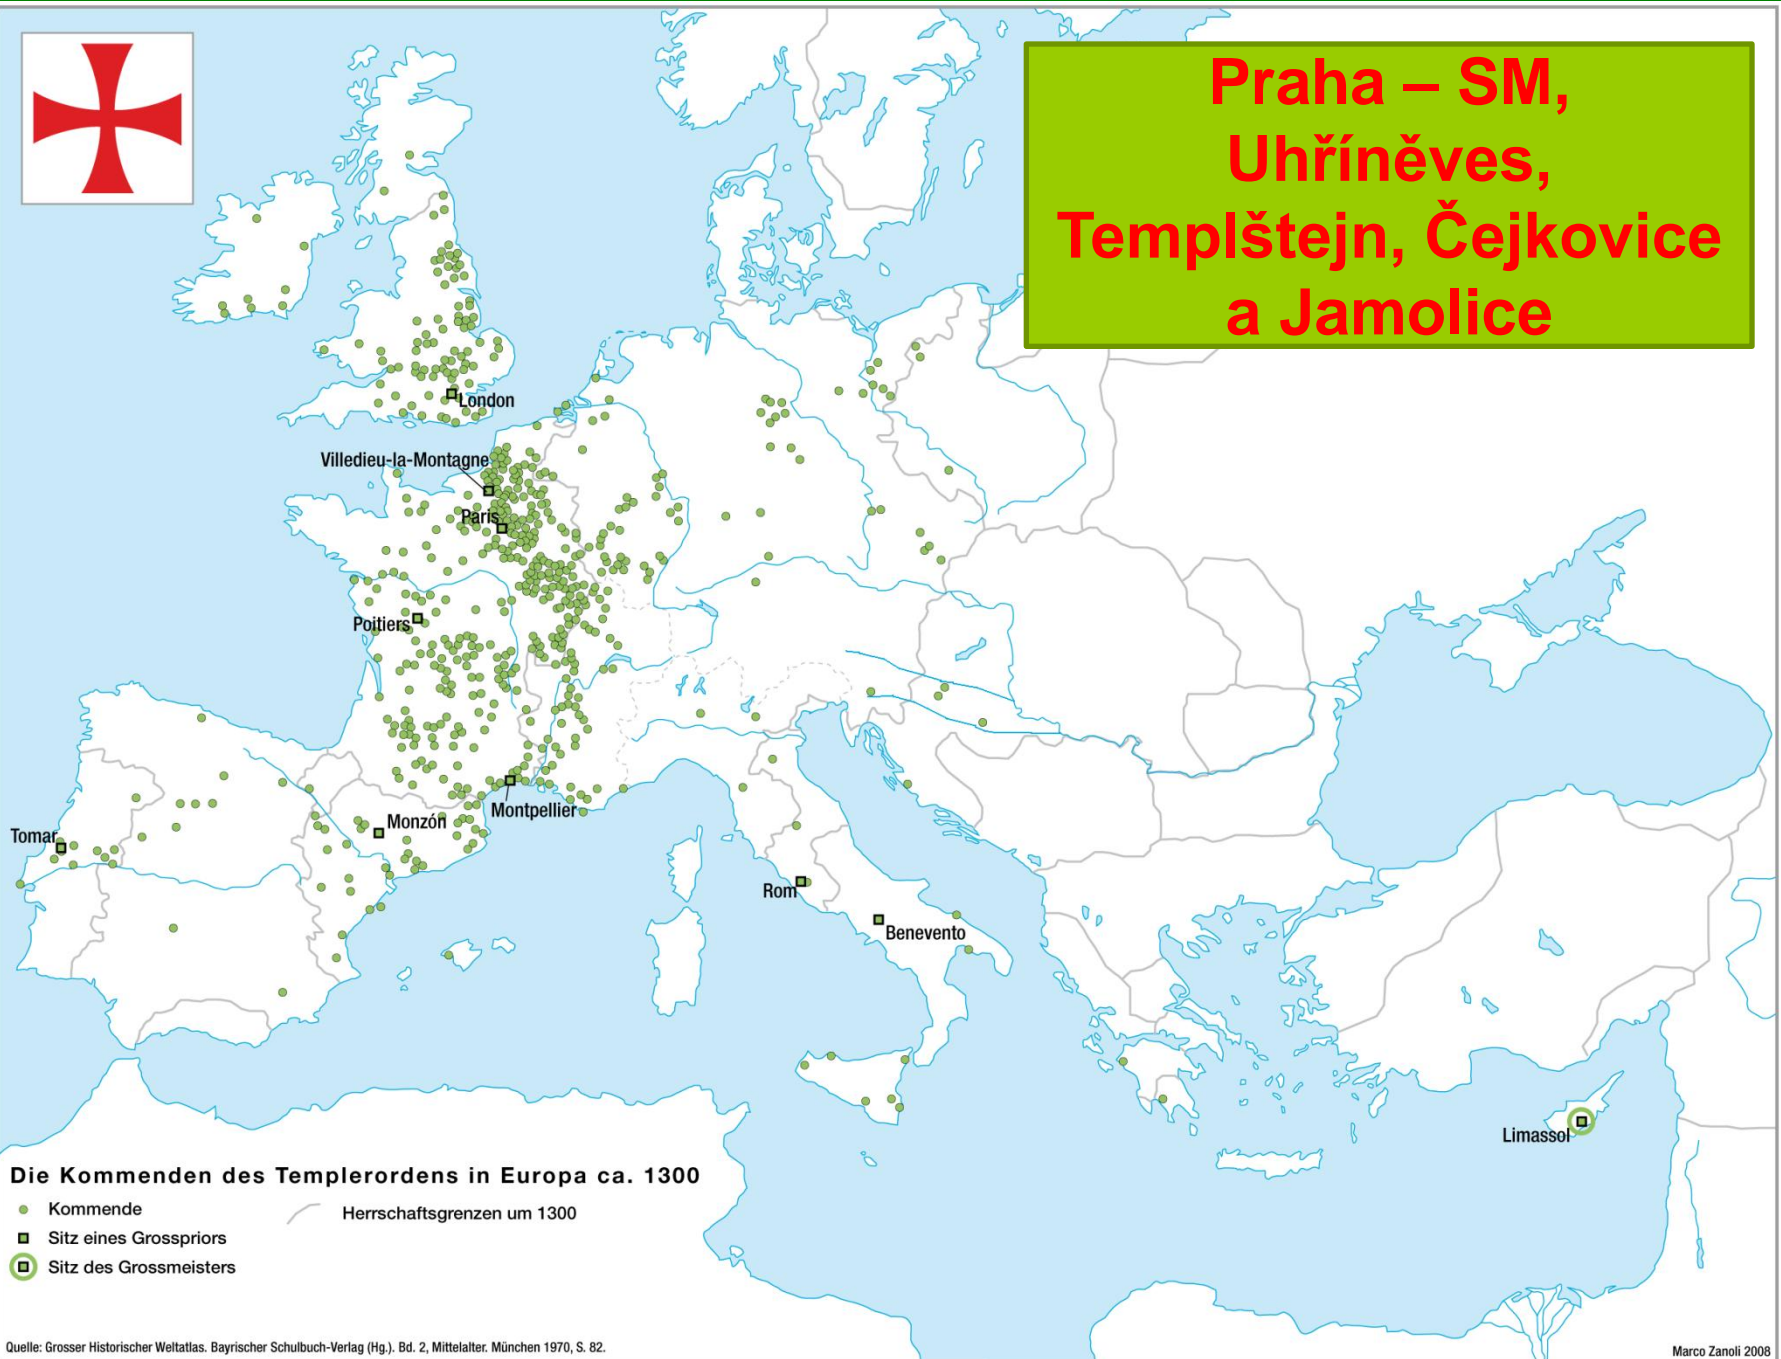 Praha – SM,
Uhříněves,
Templštejn, Čejkovice
a Jamolice
London
Villedieu-la-Montagne
Paris
Poitiers
Montpellier
Monzón
Tomar
Rom
Benevento
Limassol
Die Kommenden des Templerordens in Europa ca. 1300
Kommende
Herrschaftsgrenzen um 1300
Sitz eines Grosspriors
Sitz des Grossmeisters
Quelle: Grosser Historischer Weltatlas. Bayrischer Schulbuch-Verlag (Hg.). Bd. 2, Mittelalter. München 1970, S. 82.
Marco Zanoli 2008